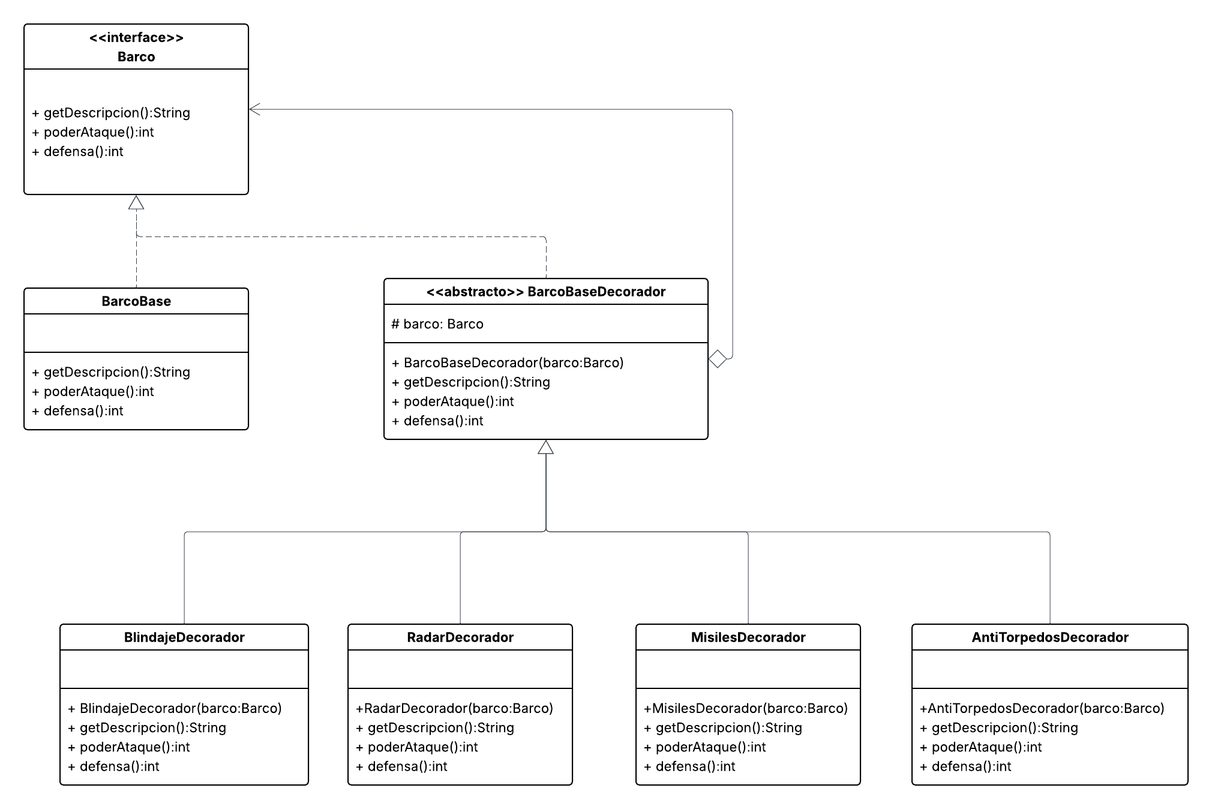 <<interface>>
Barco
+ getDescripcion():String
+ poderAtaque():int
+ defensa():int
BarcoBase
+ getDescripcion():String
+ poderAtaque():int
+ defensa():int
<<abstracto>> BarcoBaseDecorador
# barco: Barco
+ BarcoBaseDecorador(barco:Barco)
+ getDescripcion():String
+ poderAtaque():int
+ defensa():int
BlindajeDecorador
+ BlindajeDecorador(barco:Barco)
+ getDescripcion():String
+ poderAtaque():int
+ defensa():int
RadarDecorador
+RadarDecorador(barco:Barco)
+ getDescripcion():String
+ poderAtaque():int
+ defensa():int
MisilesDecorador
+MisilesDecorador(barco:Barco)
+ getDescripcion():String
+ poderAtaque():int
+ defensa():int
AntiTorpedosDecorador
+AntiTorpedosDecorador(barco:Barco)
+ getDescripcion():String
+ poderAtaque():int
+ defensa():int